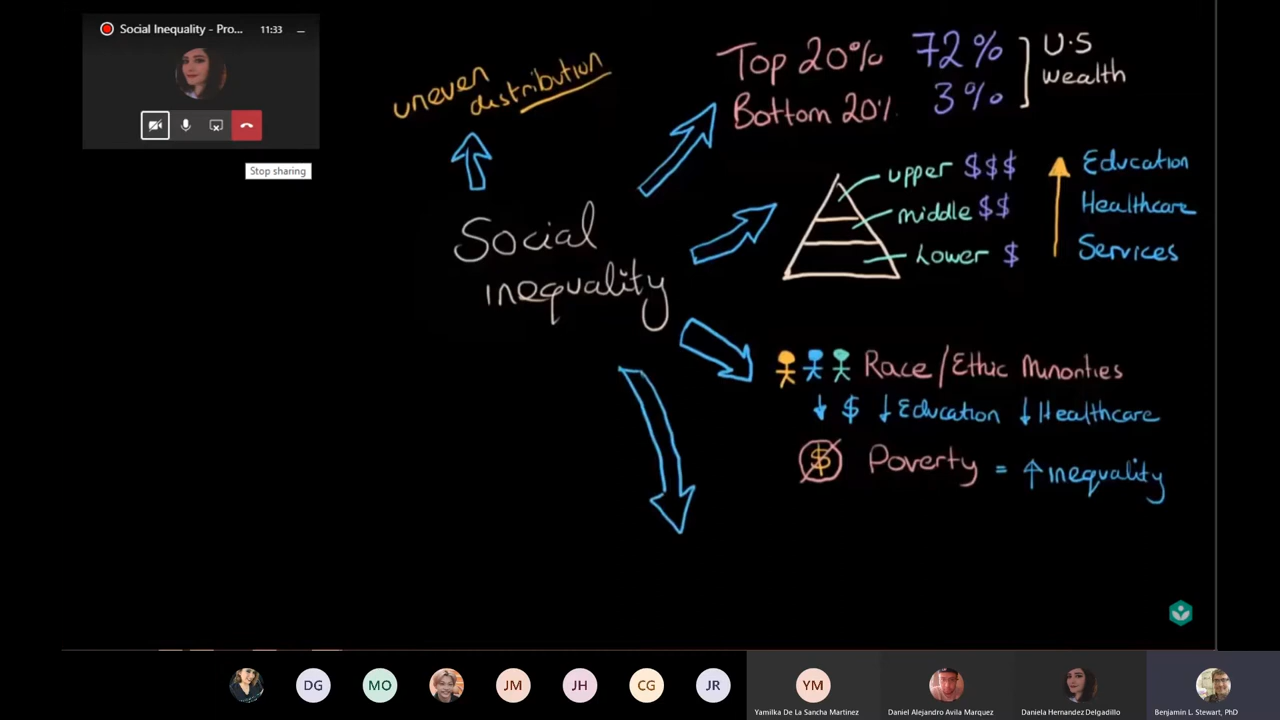 Social Inequality - Pro...
11:33
Stop sharing
uneven
distribution
Top 20% 72%
Bottom 20% 3%
U.S
wealth
Social
inequality
upper $$$
middle $$
Lower $
Education
Healthcare
Services
Race/Ethic Minorities
↓ $ ↓ Education ↓ Healthcare
$ Poverty = ↑ inequality
DG
MO
JM
JH
CG
JR
YM
Yamilka De La Sancha Martinez
Daniel Alejandro Avila Marquez
Daniela Hernandez Delgadillo
Benjamin L. Stewart, PhD